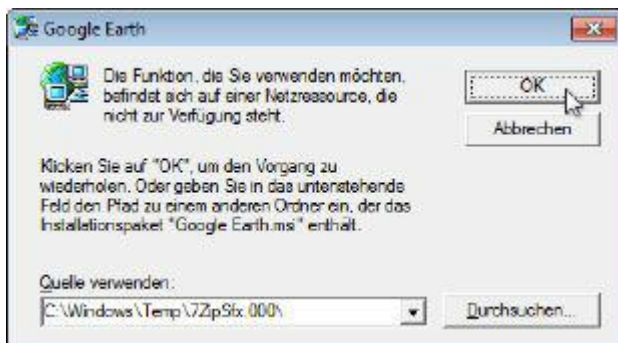 Google Earth
Die Funktion, die Sie verwenden möchten,
befindet sich auf einer Netzressource, die
nicht zur Verfügung steht.
OK
Abbrechen
Klicken Sie auf "OK", um den Vorgang zu
wiederholen. Oder geben Sie in das untenstehende
Feld den Pfad zu einem anderen Ordner ein, der das
Installationspaket "Google Earth.msi" enthält.
Quelle verwenden:
C:\Windows\Temp\7ZipSfx.000\
Durchsuchen...